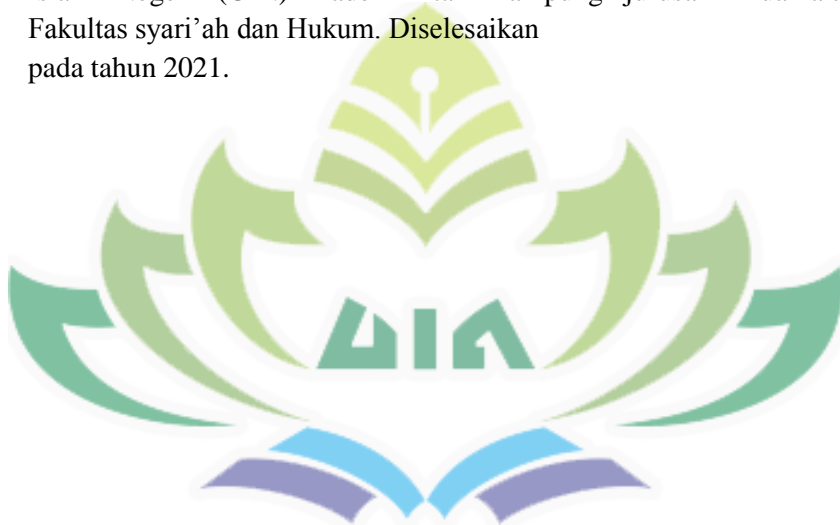 Fakultas syari’ah dan Hukum. Diselesaikan
pada tahun 2021.
UIN